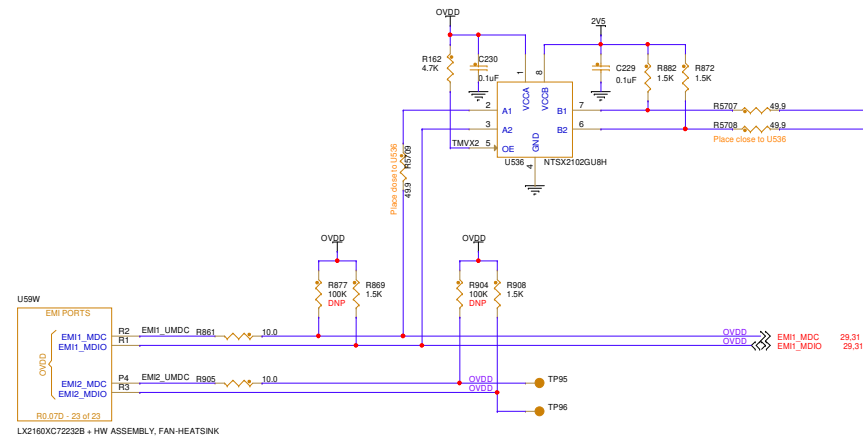 OVDD
2V5
R162
4.7K
C230
0.1uF
1
8
VCCA
VCCB
C229
0.1uF
R882
1.5K
R872
1.5K
2
A1
B1
7
R5707
49,9
3
A2
B2
6
R5708
49,9
Place close to U536
TMVX2
5
OE
GND
4
U536
NTSX2102GU8H
Place close to U536
R5709
49.9
OVDD
OVDD
R877
100K
DNP
R869
1.5K
R904
100K
DNP
R908
1.5K
U59W
EMI PORTS
OVDD
EMI1_MDC
R2
EMI1_UMDC
R861
10.0
OVDD
EMI1_MDC
29,31
EMI1_MDIO
R1
OVDD
EMI1_MDIO
29,31
EMI2_MDC
P4
EMI2_UMDC
R905
10.0
OVDD
TP95
EMI2_MDIO
R3
OVDD
TP96
R0.07D - 23 of 23
LX2160XC72232B + HW ASSEMBLY, FAN-HEATSINK